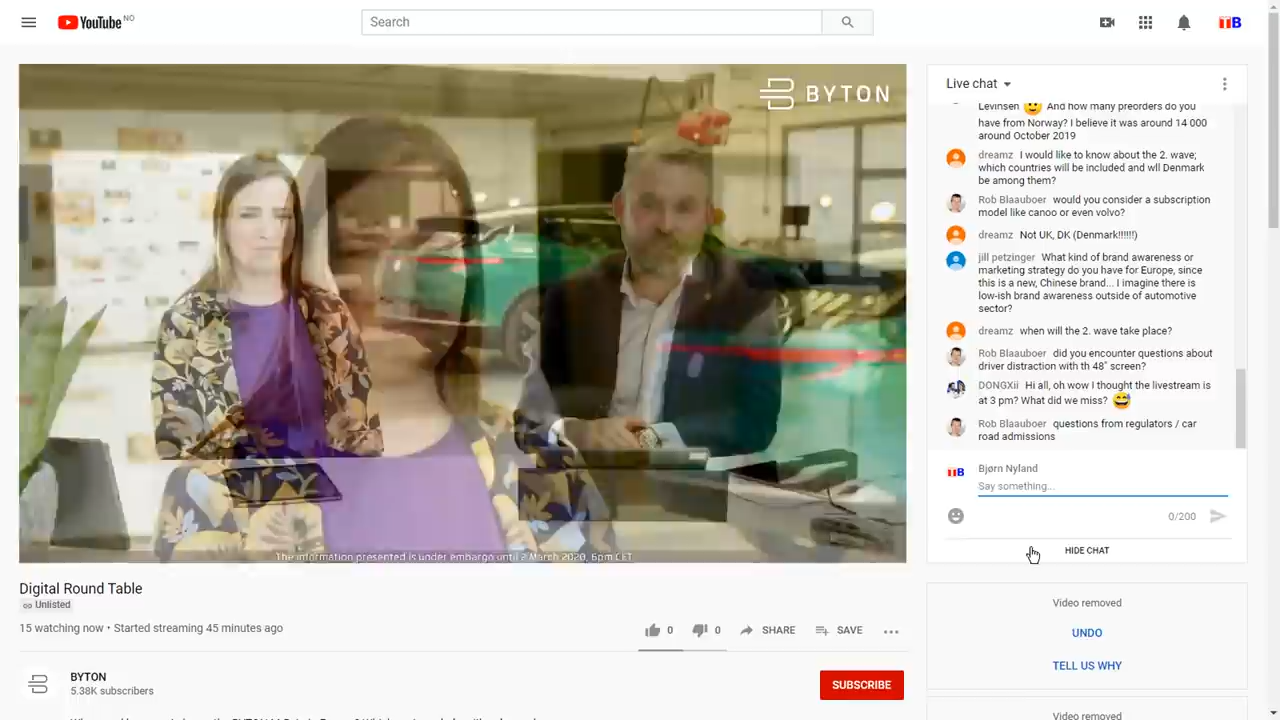 YouTube NO
Search
TB
BYTON
Live chat
Levinsen And how many preorders do you
have from Norway? I believe it was around 14 000
around October 2019
dreamz I would like to know about the 2. wave;
which countries will be included and wll Denmark
be among them?
Rob Blaauboer would you consider a subscription
model like canoo or even volvo?
dreamz Not UK, DK (Denmark!!!!!!)
jill petzinger What kind of brand awareness or
marketing strategy do you have for Europe, since
this is a new, Chinese brand... I imagine there is
low-ish brand awareness outside of automotive
sector?
dreamz when will the 2. wave take place?
Rob Blaauboer did you encounter questions about
driver distraction with th 48" screen?
DONGXii Hi all, oh wow I thought the livestream is
at 3 pm? What did we miss?
Rob Blaauboer questions from regulators / car
road admissions
TB Bjørn Nyland
Say something...
0/200
HIDE CHAT
The information presented is under embargo until 2 March 2020, 6pm CET
Digital Round Table
Unlisted
15 watching now • Started streaming 45 minutes ago
0 0 SHARE SAVE
BYTON
5.38K subscribers
SUBSCRIBE
Video removed
UNDO
TELL US WHY
Video removed